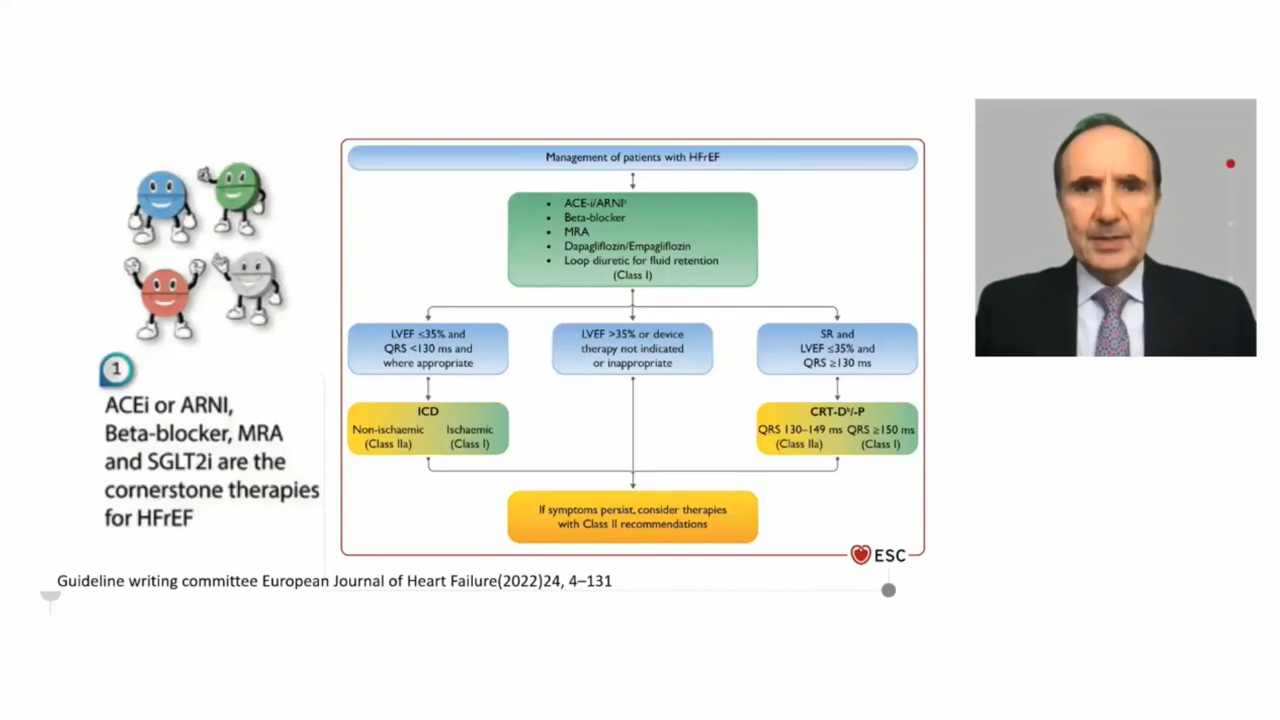 1
ACEi or ARNI,
Beta-blocker, MRA
and SGLT2i are the
cornerstone therapies
for HFrEF
Management of patients with HFrEF
• ACE-i/ARNIᵃ
• Beta-blocker
• MRA
• Dapagliflozin/Empagliflozin
• Loop diuretic for fluid retention
(Class I)
LVEF ≤35% and
QRS <130 ms and
where appropriate
LVEF >35% or device
therapy not indicated
or inappropriate
SR and
LVEF ≤35% and
QRS ≥130 ms
ICD
Non-ischaemic Ischaemic
(Class IIa) (Class I)
CRT-Dᵇ/-P
QRS 130–149 ms QRS ≥150 ms
(Class IIa) (Class I)
If symptoms persist, consider therapies
with Class II recommendations
ESC
Guideline writing committee European Journal of Heart Failure(2022)24, 4–131